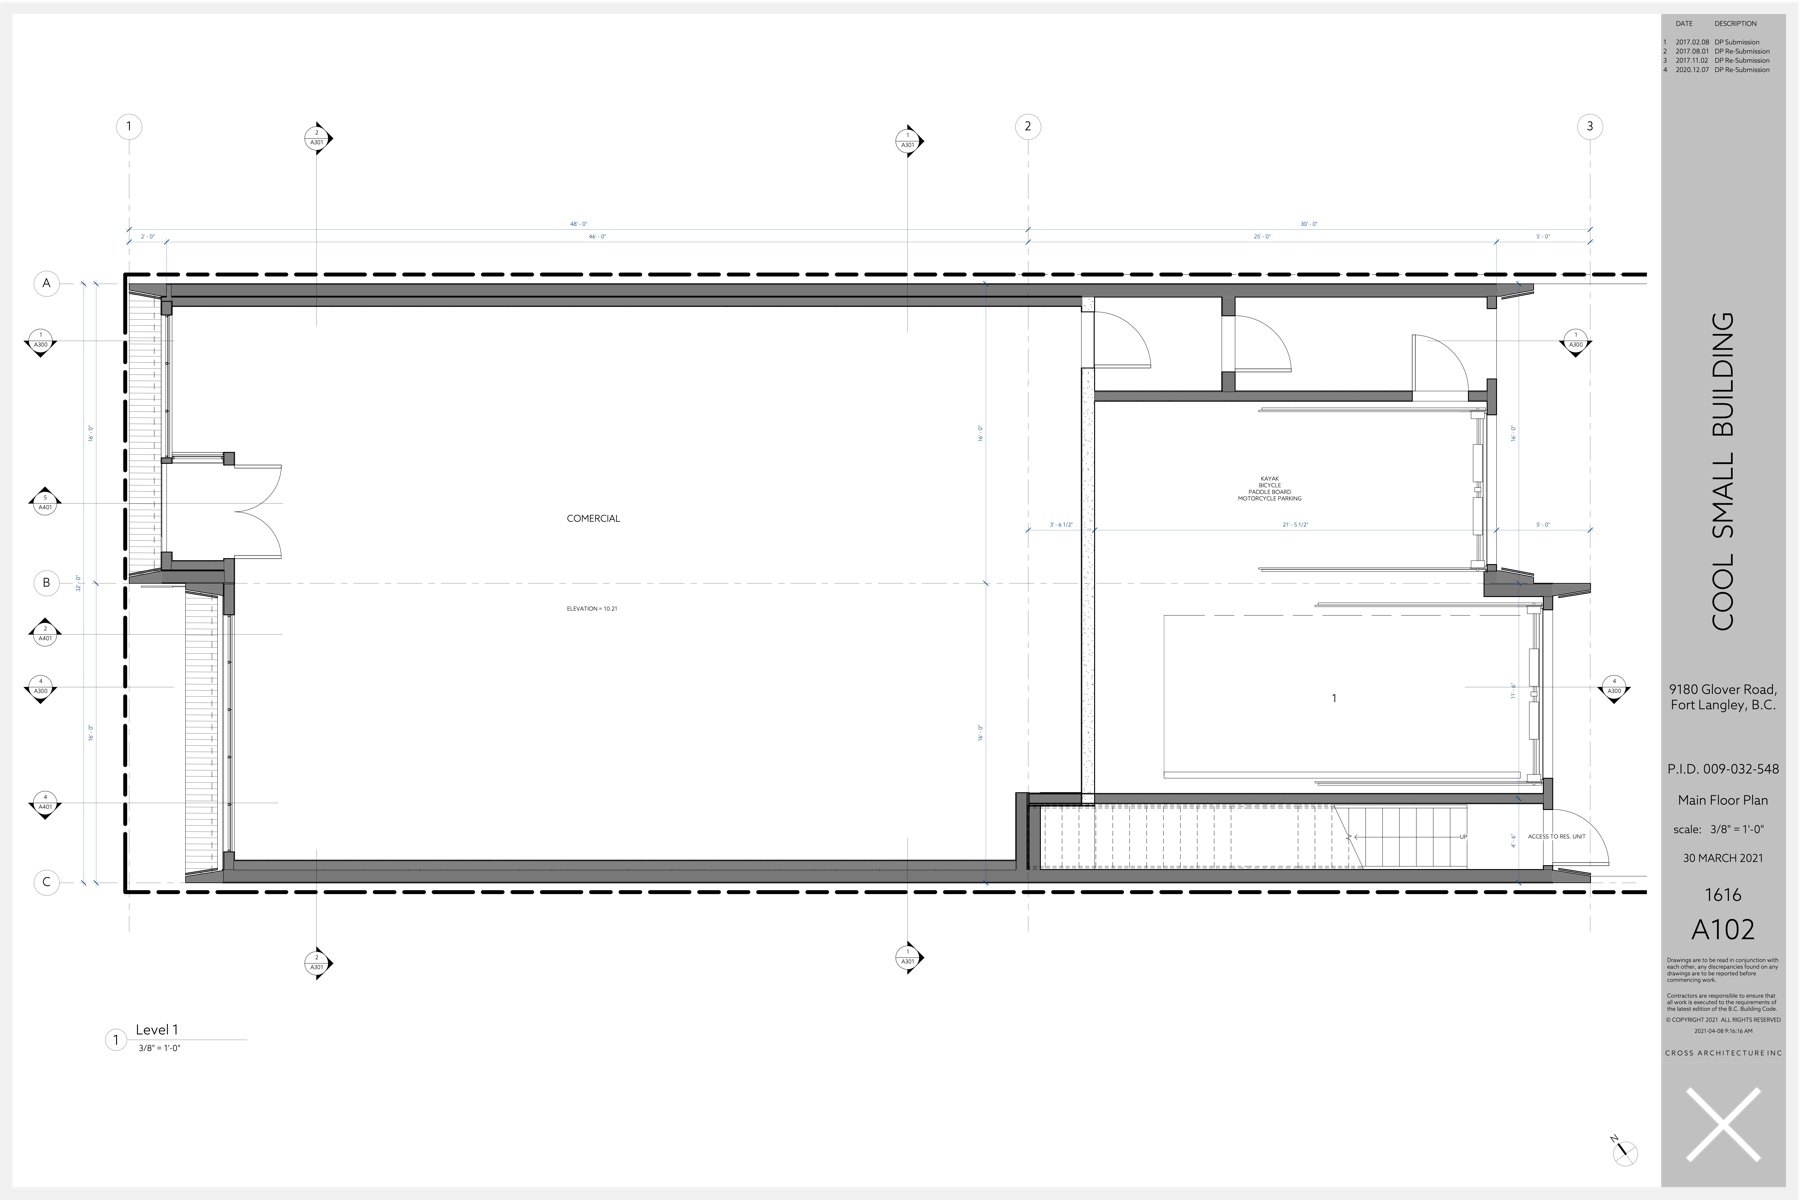 DATE DESCRIPTION
1 2017.02.08 DP Submission
2 2017.08.01 DP Re-Submission
3 2017.11.02 DP Re-Submission
4 2020.12.07 DP Re-Submission
1
2
A301
1
A301
2
3
48' - 0"
30' - 0"
2' - 0"
46' - 0"
25' - 0"
5' - 0"
A
1
A300
1
A300
16' - 0"
16' - 0"
16' - 0"
KAYAK
BICYCLE
PADDLE BOARD
MOTORCYCLE PARKING
5
A401
COMERCIAL
3' - 6 1/2"
21' - 5 1/2"
5' - 0"
B
32' - 0"
ELEVATION = 10.21
2
A401
4
A300
4
A300
11' - 6"
1
16' - 0"
16' - 0"
4
A401
UP
ACCESS TO RES. UNIT
4' - 6"
C
2
A301
1
A301
1
Level 1
3/8" = 1'-0"
N
COOL SMALL BUILDING
9180 Glover Road,
Fort Langley, B.C.
P.I.D. 009-032-548
Main Floor Plan
scale: 3/8" = 1'-0"
30 MARCH 2021
1616
A102
Drawings are to be read in conjunction with
each other, any discrepancies found on any
drawings are to be reported before
commencing work.
Contractors are responsible to ensure that
all work is executed to the requirements of
the latest edition of the B.C. Building Code.
© COPYRIGHT 2021 ALL RIGHTS RESERVED
2021-04-08 9:16:16 AM
CROSS ARCHITECTURE INC